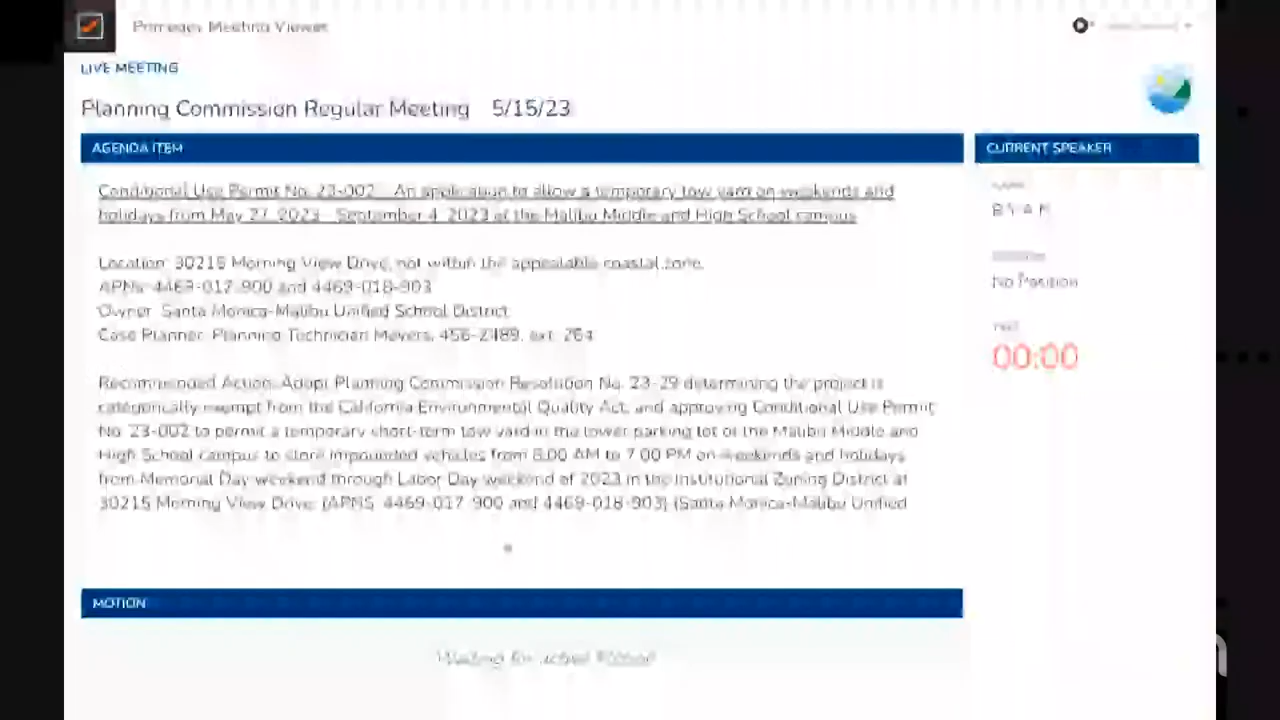 Primegov Meeting Viewer
LIVE MEETING
Planning Commission Regular Meeting 5/15/23
AGENDA ITEM
CURRENT SPEAKER
Conditional Use Permit No. 23-002 - An application to allow a temporary tow yard on weekends and
holidays from May 27, 2023 - September 4, 2023 at the Malibu Middle and High School campus
Location: 30215 Morning View Drive, not within the appealable coastal zone
APNs: 4469-017-900 and 4469-018-903
Owner: Santa Monica-Malibu Unified School District
Case Planner: Planning Technician Meyers, 456-2489, ext. 264
Recommended Action: Adopt Planning Commission Resolution No. 23-29 determining the project is
categorically exempt from the California Environmental Quality Act, and approving Conditional Use Permit
No. 23-002 to permit a temporary short-term tow yard in the lower parking lot of the Malibu Middle and
High School campus to store impounded vehicles from 8:00 AM to 7:00 PM on weekends and holidays
from Memorial Day weekend through Labor Day weekend of 2023 in the Institutional Zoning District at
30215 Morning View Drive (APNS 4469-017-900 and 4469-018-903) (Santa Monica-Malibu Unified
No Position
00:00
MOTION
Waiting for active Motion